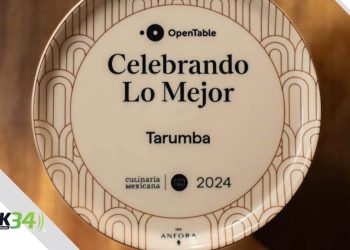 OpenTable
Celebrando
Lo Mejor
Tarumba
culinaria
mexicana
2024
ANFORA
K34